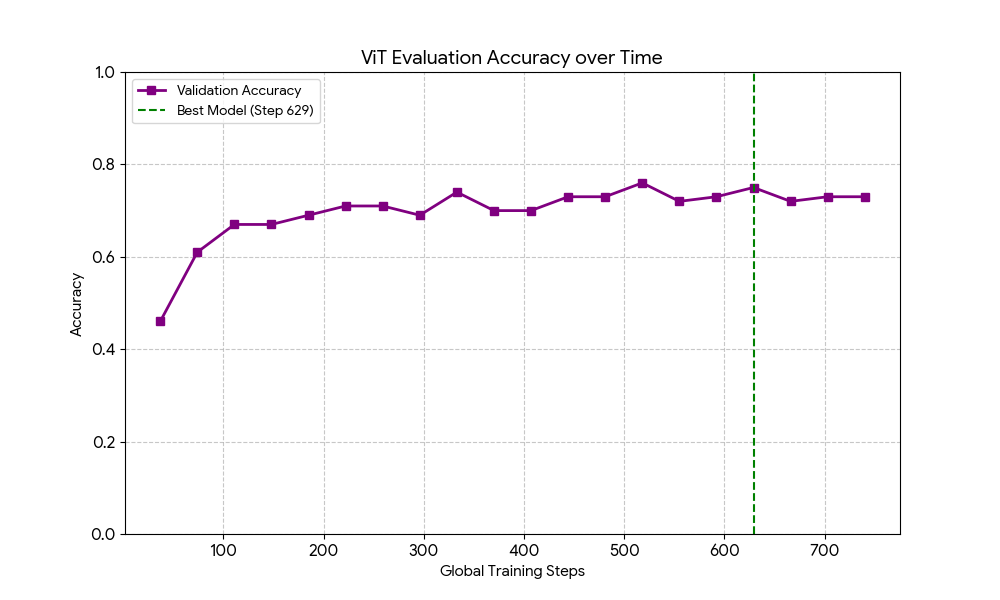 ViT Evaluation Accuracy over Time
1.0
Validation Accuracy
Best Model (Step 629)
0.8
0.6
Accuracy
0.4
0.2
0.0
100 200 300 400 500 600 700
Global Training Steps